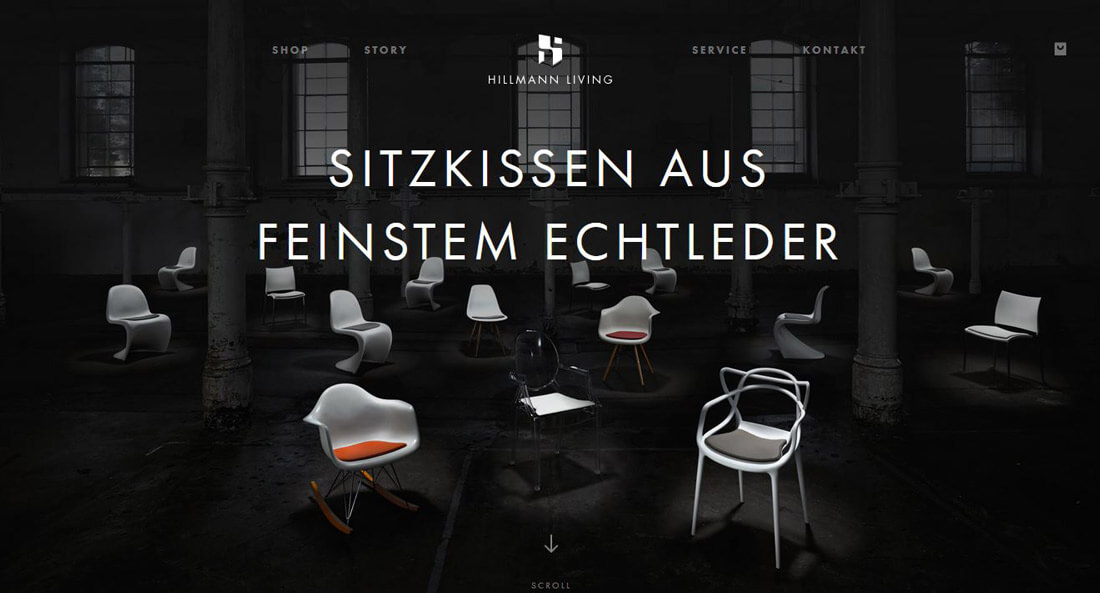 SHOP STORY SERVICE KONTAKT
HILLMANN LIVING
SITZKISSEN AUS
FEINSTEM ECHTLEDER
SCROLL